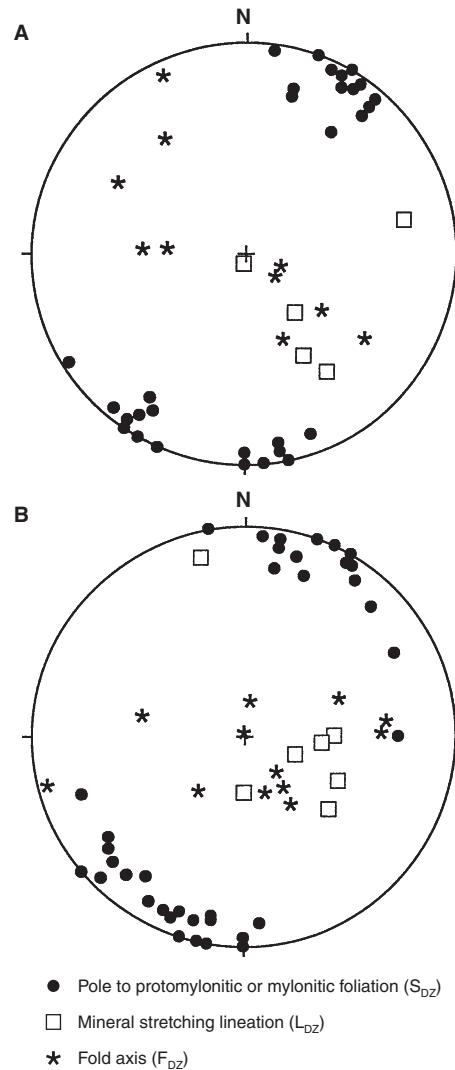 A
N
B
N
Pole to protomylonitic or mylonitic foliation (S_DZ)
Mineral stretching lineation (L_DZ)
Fold axis (F_DZ)